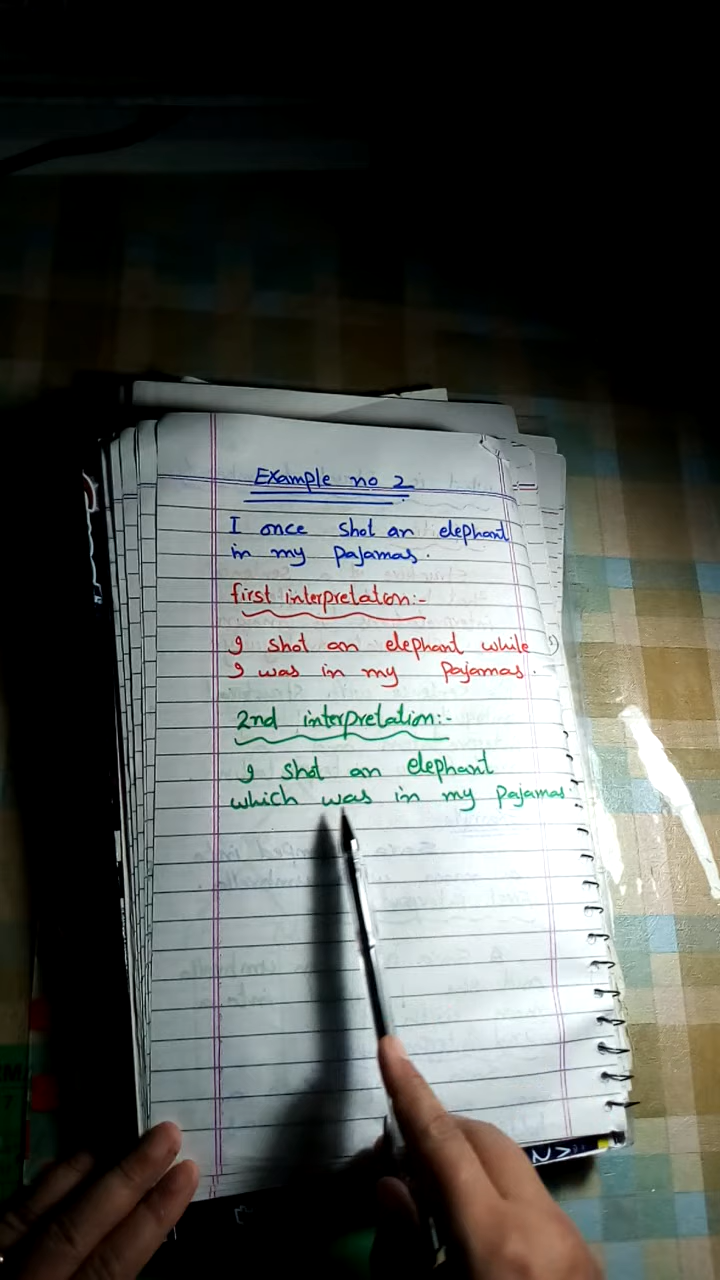 Example no 2
I once shot an elephant
in my pajamas.
first interpretation:-
I shot an elephant while
I was in my pajamas.
2nd interpretation:-
I shot an elephant
which was in my pajamas